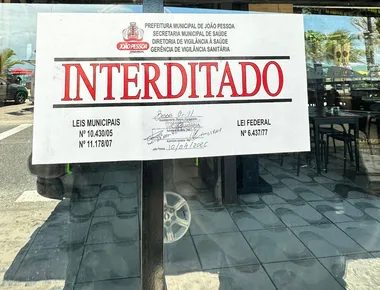 PREFEITURA MUNICIPAL DE JOÃO PESSOA
SECRETARIA MUNICIPAL DE SAÚDE
DIRETORIA DE VIGILÂNCIA À SAÚDE
GERÊNCIA DE VIGILÂNCIA SANITÁRIA
JOÃO PESSOA
INTERDITADO
LEIS MUNICIPAIS
Nº 10.430/05
Nº 11.178/07
LEI FEDERAL
Nº 6.437/77